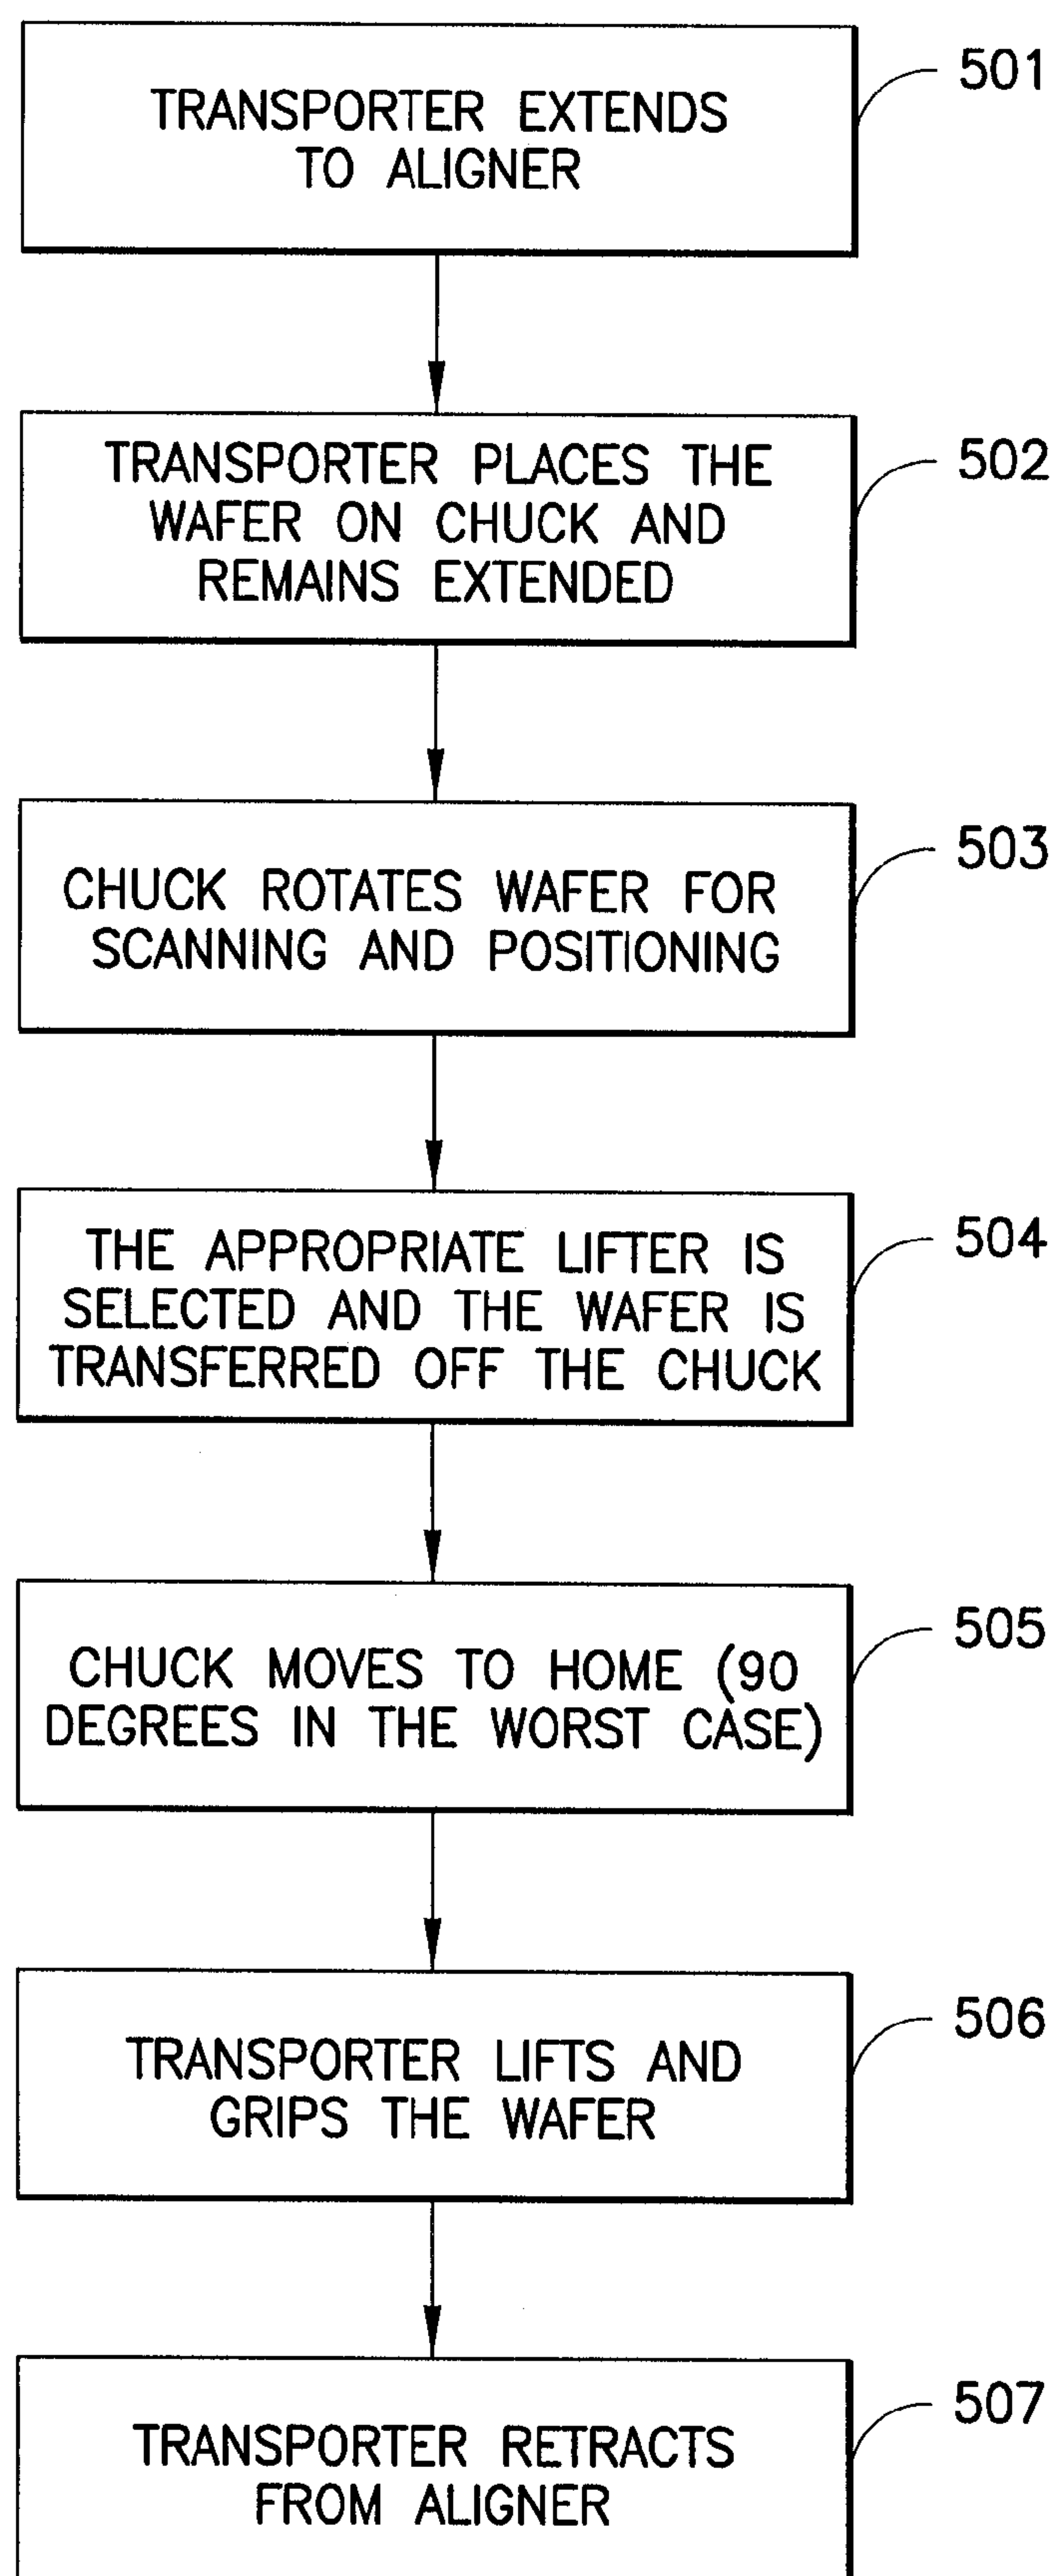 TRANSPORTER EXTENDS
TO ALIGNER
501
TRANSPORTER PLACES THE
WAFER ON CHUCK AND
REMAINS EXTENDED
502
CHUCK ROTATES WAFER FOR
SCANNING AND POSITIONING
503
THE APPROPRIATE LIFTER IS
SELECTED AND THE WAFER IS
TRANSFERRED OFF THE CHUCK
504
CHUCK MOVES TO HOME (90
DEGREES IN THE WORST CASE)
505
TRANSPORTER LIFTS AND
GRIPS THE WAFER
506
TRANSPORTER RETRACTS
FROM ALIGNER
507